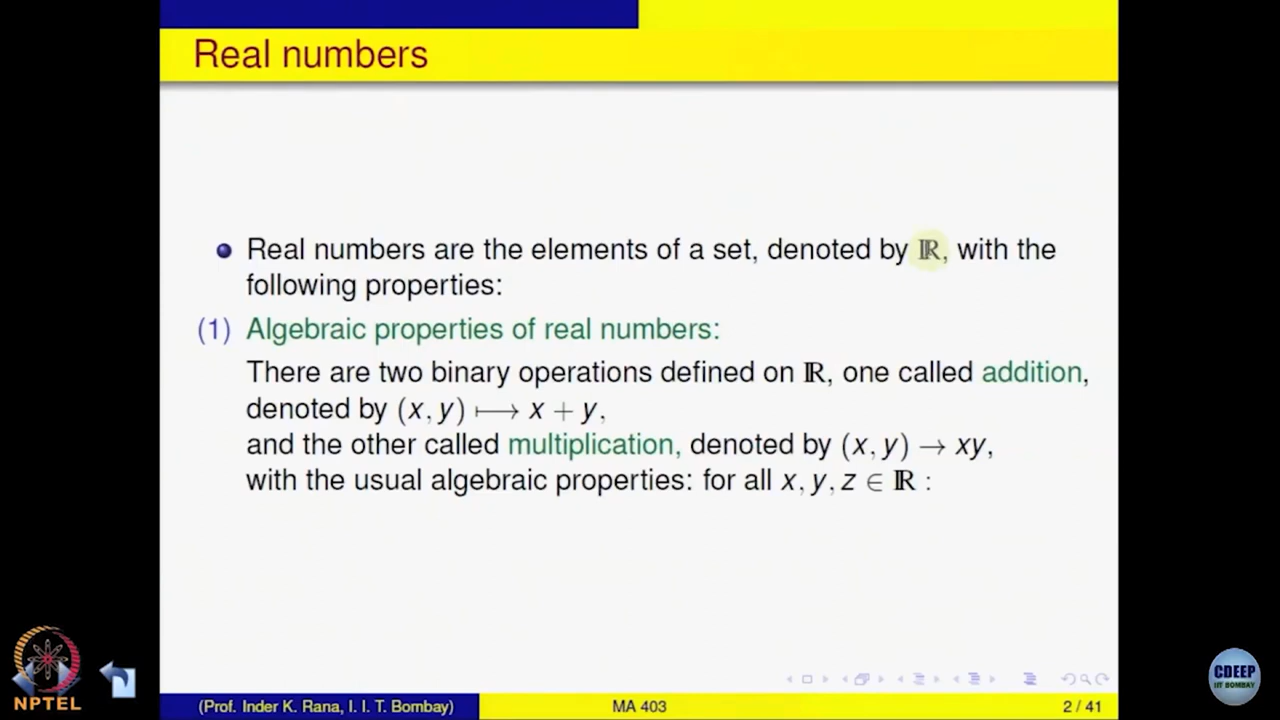 Real numbers
Real numbers are the elements of a set, denoted by ℝ, with the
following properties:
(1) Algebraic properties of real numbers:
There are two binary operations defined on ℝ, one called addition,
denoted by (x, y) ⟼ x + y,
and the other called multiplication, denoted by (x, y) → xy,
with the usual algebraic properties: for all x, y, z ∈ ℝ :
NPTEL
CDEEP
IIT BOMBAY
(Prof. Inder K. Rana, I. I. T. Bombay) MA 403 2 / 41